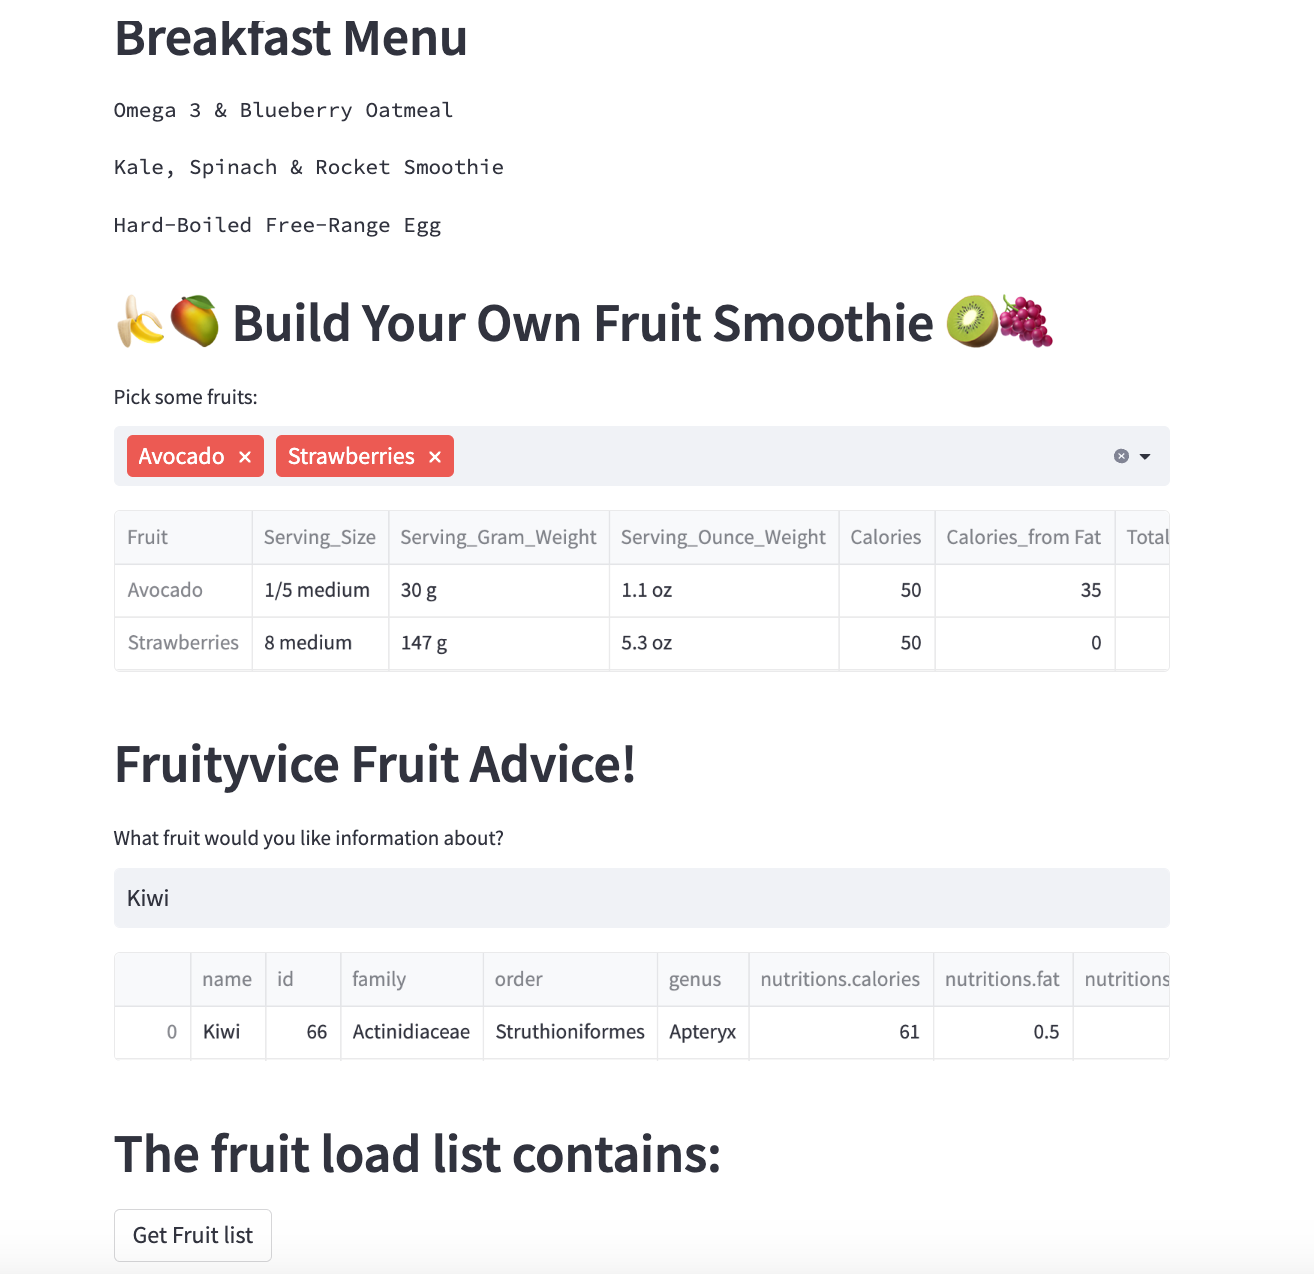 Breakfast Menu
Omega 3 & Blueberry Oatmeal
Kale, Spinach & Rocket Smoothie
Hard-Boiled Free-Range Egg
🍌🥭 Build Your Own Fruit Smoothie 🥝🍇
Pick some fruits:
Avocado × Strawberries ×
Fruit Serving_Size Serving_Gram_Weight Serving_Ounce_Weight Calories Calories_from Fat Total
Avocado 1/5 medium 30 g 1.1 oz 50 35
Strawberries 8 medium 147 g 5.3 oz 50 0
Fruityvice Fruit Advice!
What fruit would you like information about?
Kiwi
name id family order genus nutritions.calories nutritions.fat nutritions
0 Kiwi 66 Actinidiaceae Struthioniformes Apteryx 61 0.5
The fruit load list contains:
Get Fruit list